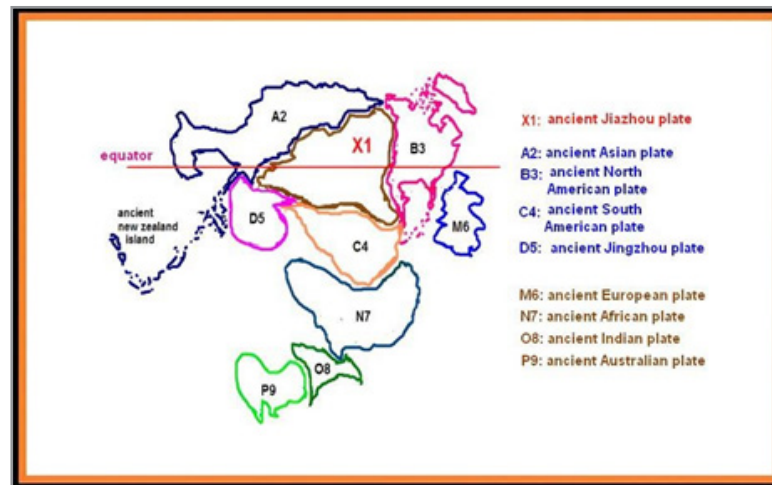 A2
X1
B3
equator
D5
M6
C4
ancient
new zealand
island
N7
O8
P9
X1: ancient Jiazhou plate
A2: ancient Asian plate
B3: ancient North
American plate
C4: ancient South
American plate
D5: ancient Jingzhou plate
M6: ancient European plate
N7: ancient African plate
O8: ancient Indian plate
P9: ancient Australian plate